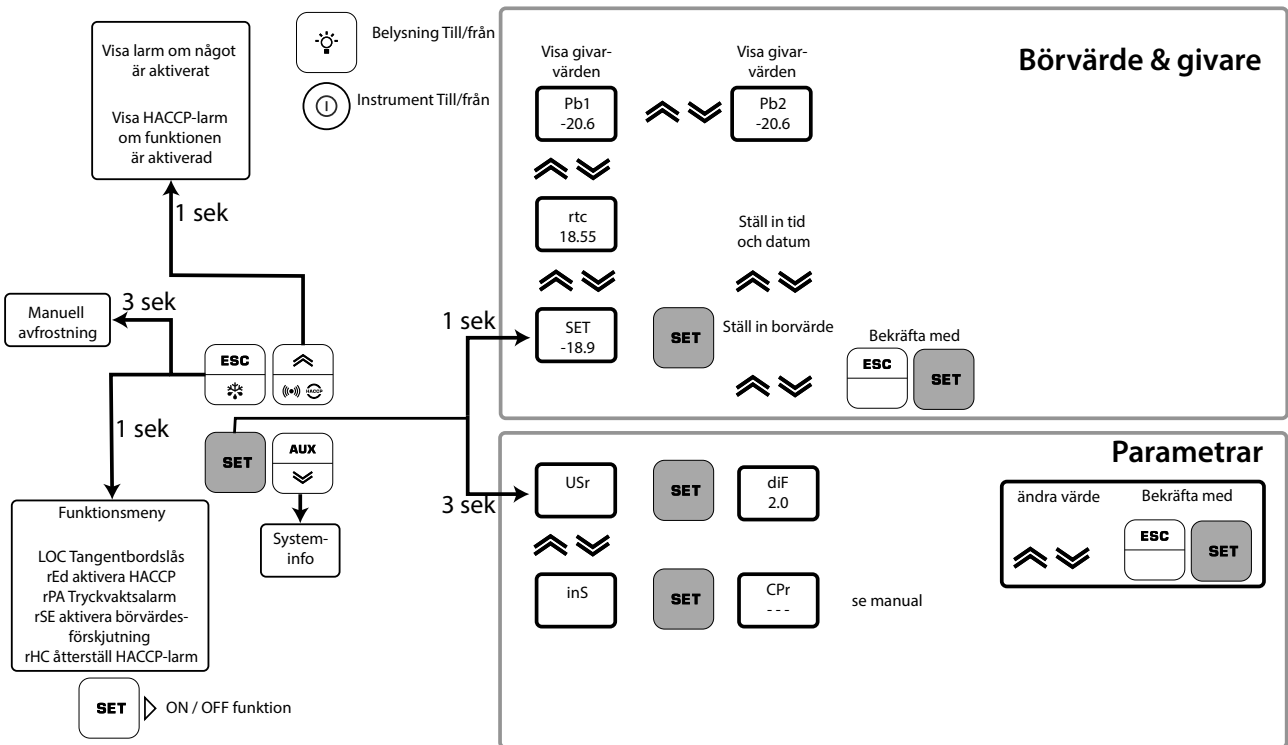 Visa larm om något
är aktiverat
Visa HACCP-larm
om funktionen
är aktiverad
Belysning Till/från
Instrument Till/från
1 sek
3 sek
Manuell
avfrostning
ESC
HACCP
1 sek
SET
AUX
System-
info
Funktionsmeny
LOC Tangentbordslås
rEd aktivera HACCP
rPA Tryckvaktsalarm
rSE aktivera börvärdes-
förskjutning
rHC åtterställ HACCP-larm
SET
ON / OFF funktion
Börvärde & givare
Visa givar-
värden
Pb1
-20.6
Visa givar-
värden
Pb2
-20.6
rtc
18.55
Ställ in tid
och datum
1 sek
SET
-18.9
SET
Ställ in borvärde
Bekräfta med
ESC
SET
Parametrar
3 sek
USr
SET
diF
2.0
inS
SET
CPr
- - -
se manual
ändra värde
Bekräfta med
ESC
SET